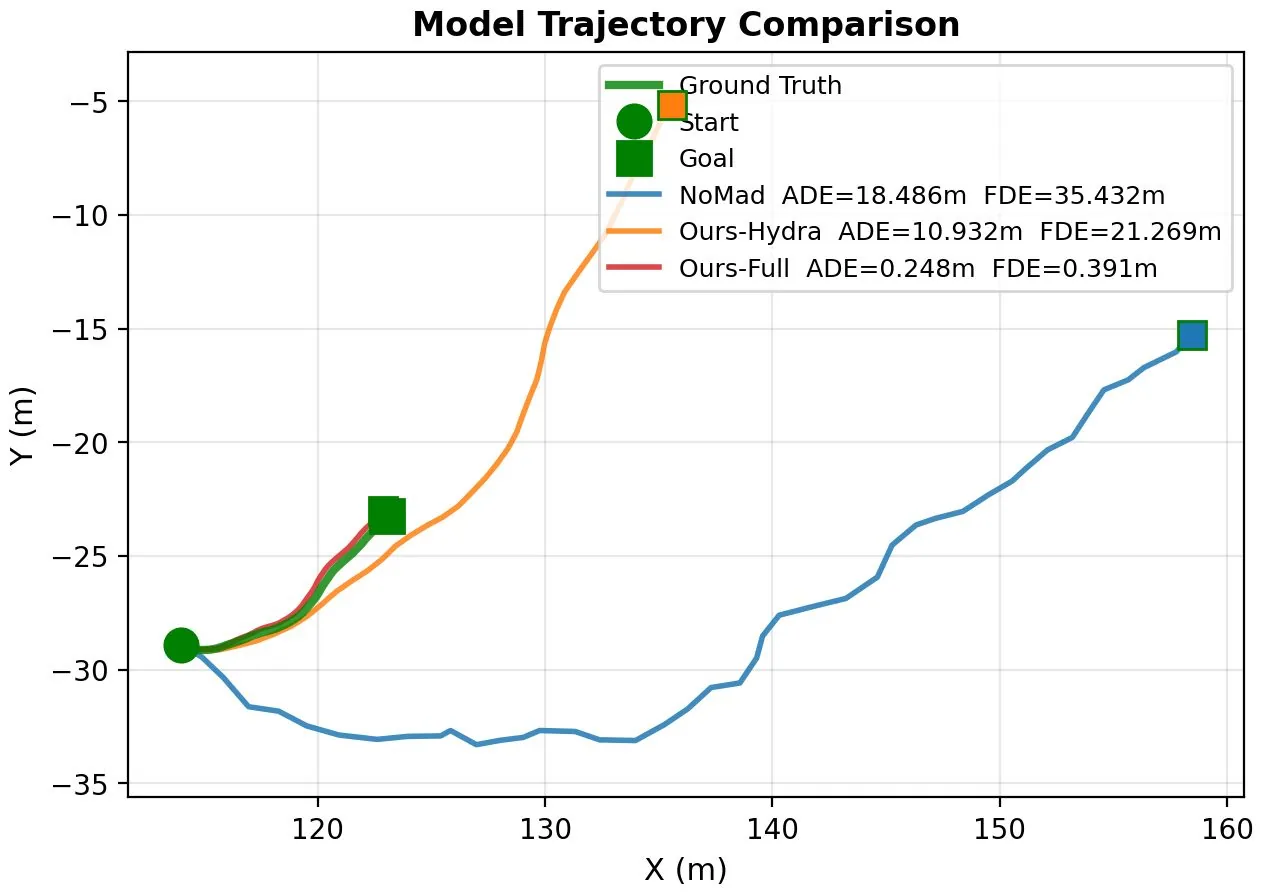 Model Trajectory Comparison
Ground Truth
Start
Goal
NoMad ADE=18.486m FDE=35.432m
Ours-Hydra ADE=10.932m FDE=21.269m
Ours-Full ADE=0.248m FDE=0.391m
−5
−10
−15
−20
−25
−30
−35
Y (m)
120 130 140 150 160
X (m)